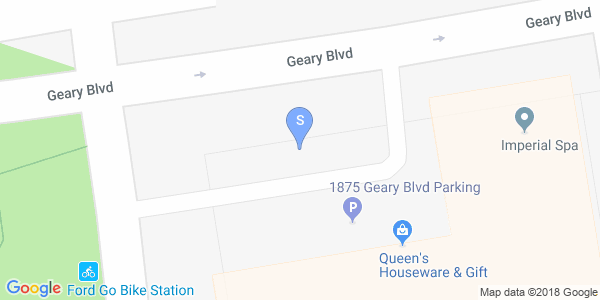 Geary Blvd
Geary Blvd
Geary Blvd
S
Imperial Spa
1875 Geary Blvd Parking
P
Queen's
Houseware & Gift
Ford Go Bike Station
Google
Map data ©2018 Google